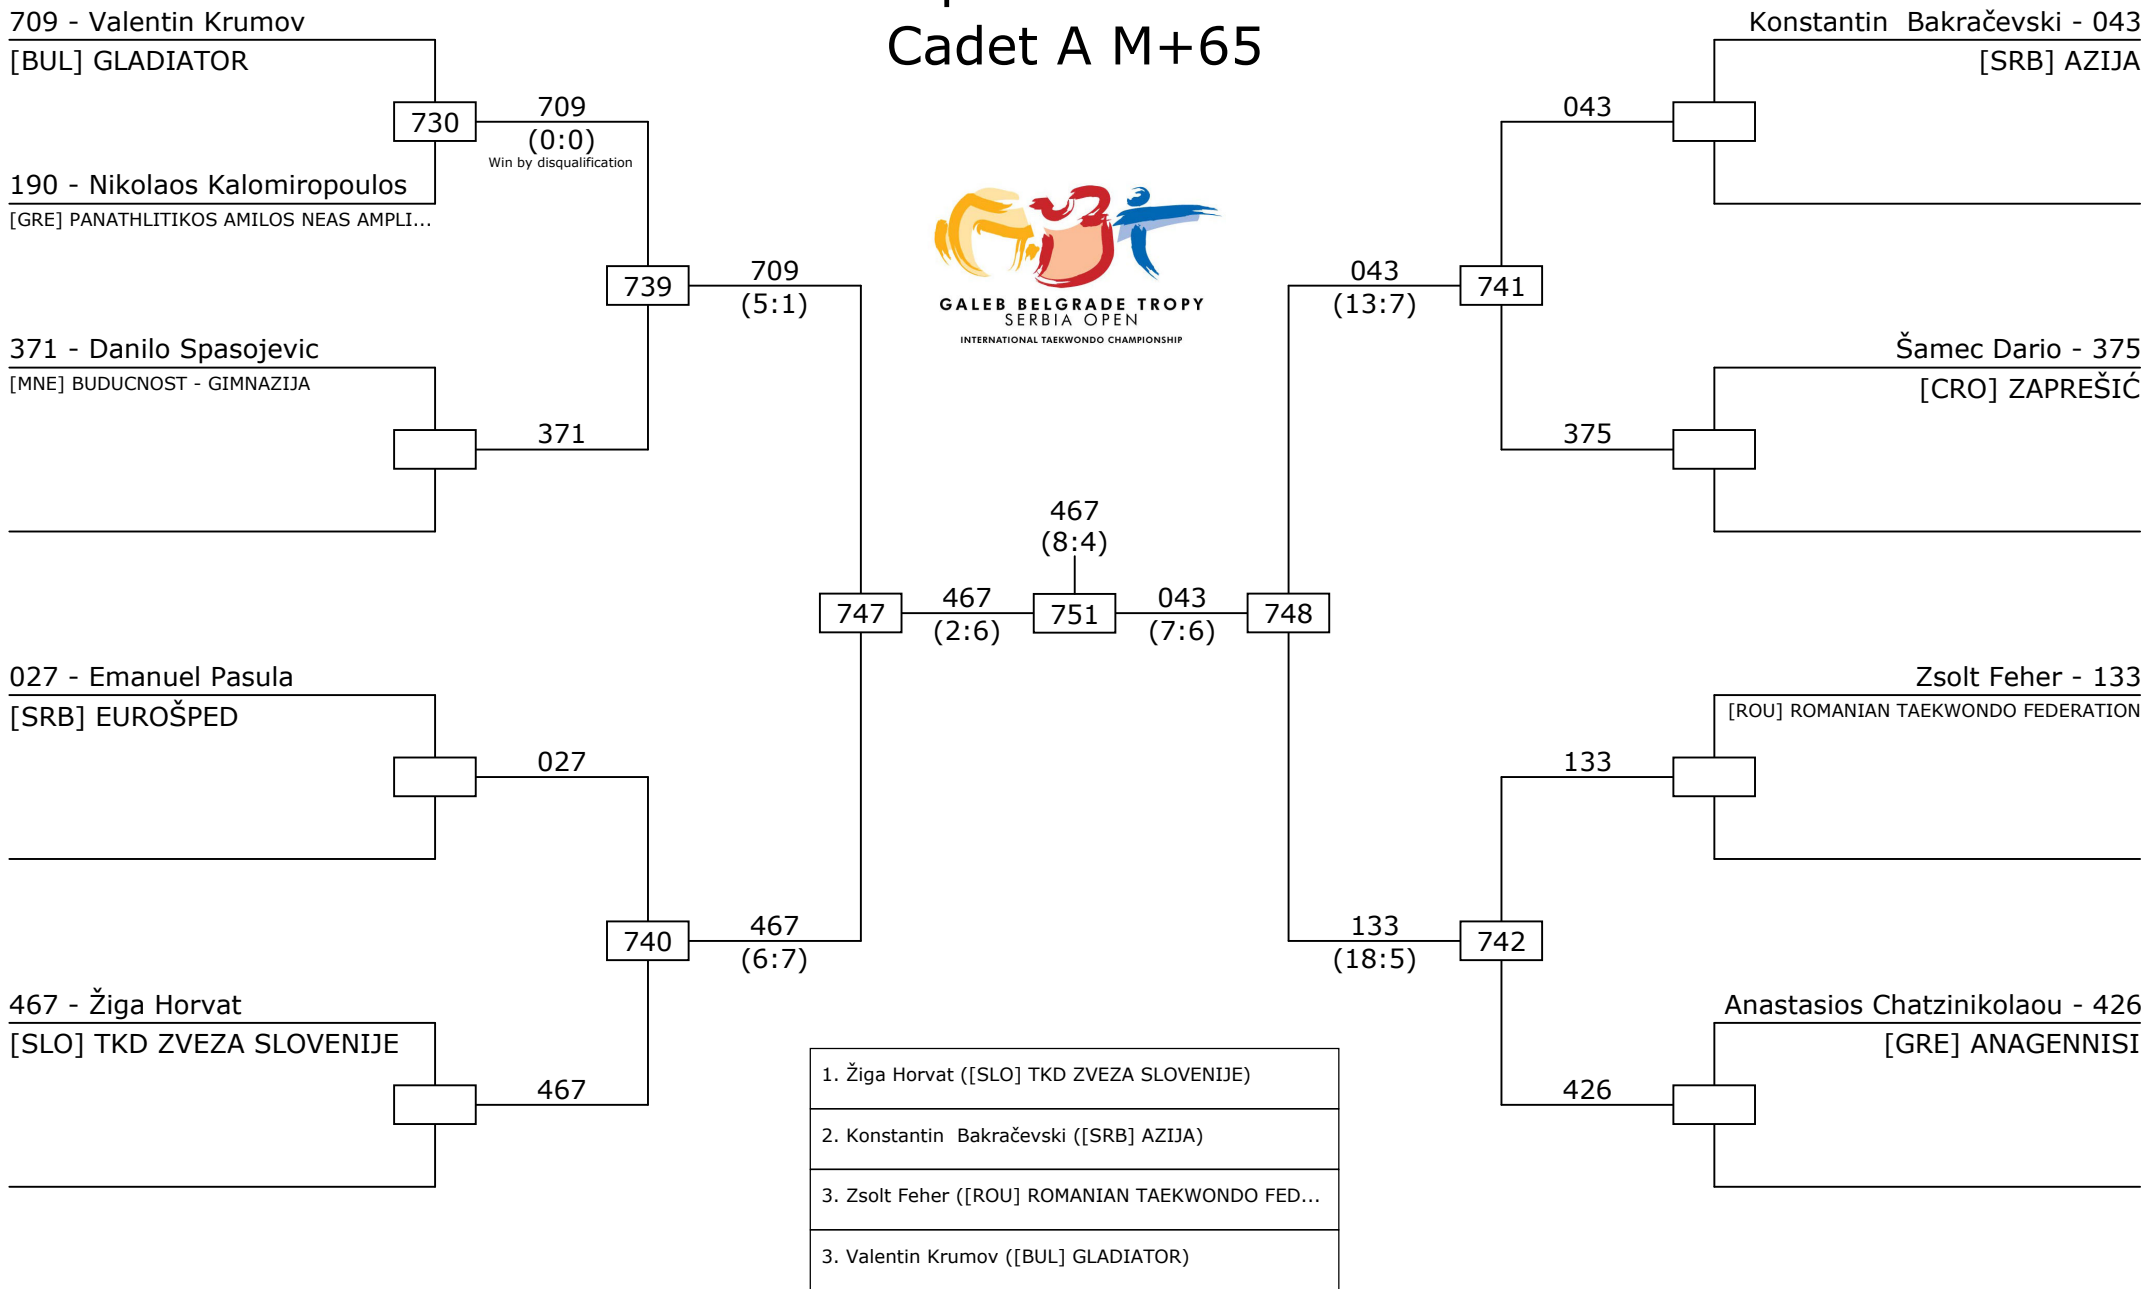 Cadet A M+65
709 - Valentin Krumov
[BUL] GLADIATOR
730
709
(0:0)
Win by disqualification
190 - Nikolaos Kalomiropoulos
[GRE] PANATHLITIKOS AMILOS NEAS AMPLI...
739
709
(5:1)
371 - Danilo Spasojevic
[MNE] BUDUCNOST - GIMNAZIJA
371
027 - Emanuel Pasula
[SRB] EUROŠPED
027
740
467
(6:7)
467 - Žiga Horvat
[SLO] TKD ZVEZA SLOVENIJE
467
GALEB BELGRADE TROPY
SERBIA OPEN
INTERNATIONAL TAEKWONDO CHAMPIONSHIP
467
(8:4)
747
467
(2:6)
751
043
(7:6)
748
Konstantin  Bakračevski - 043
[SRB] AZIJA
043
043
(13:7)
741
Šamec Dario - 375
[CRO] ZAPREŠIĆ
375
Zsolt Feher - 133
[ROU] ROMANIAN TAEKWONDO FEDERATION
133
133
(18:5)
742
Anastasios Chatzinikolaou - 426
[GRE] ANAGENNISI
426
1. Žiga Horvat ([SLO] TKD ZVEZA SLOVENIJE)
2. Konstantin  Bakračevski ([SRB] AZIJA)
3. Zsolt Feher ([ROU] ROMANIAN TAEKWONDO FED...
3. Valentin Krumov ([BUL] GLADIATOR)